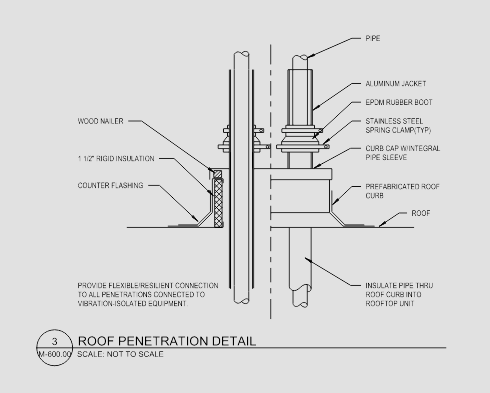 PIPE
ALUMINUM JACKET
EPDM RUBBER BOOT
STAINLESS STEEL
SPRING CLAMP(TYP)
CURB CAP W/INTEGRAL
PIPE SLEEVE
PREFABRICATED ROOF
CURB
ROOF
WOOD NAILER
1 1/2" RIGID INSULATION
COUNTER FLASHING
PROVIDE FLEXIBLE/RESILIENT CONNECTION
TO ALL PENETRATIONS CONNECTED TO
VIBRATION-ISOLATED EQUIPMENT
INSULATE PIPE THRU
ROOF CURB INTO
ROOFTOP UNIT
3
M-600.00
ROOF PENETRATION DETAIL
SCALE: NOT TO SCALE